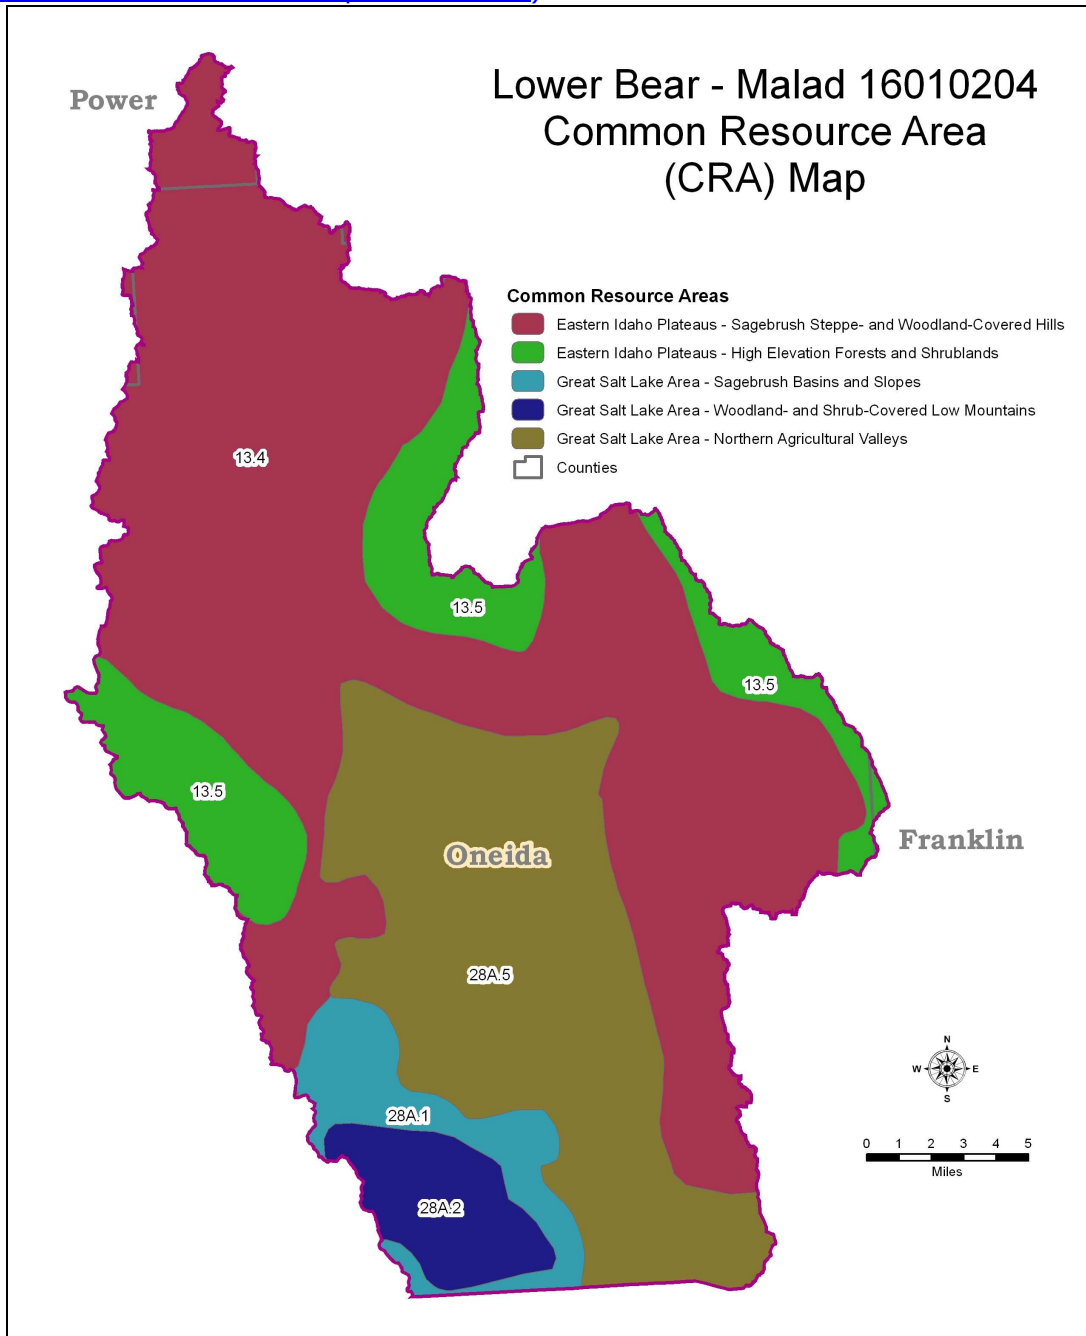 Power
Lower Bear - Malad 16010204
Common Resource Area
(CRA) Map
Common Resource Areas
Eastern Idaho Plateaus - Sagebrush Steppe- and Woodland-Covered Hills
Eastern Idaho Plateaus - High Elevation Forests and Shrublands
Great Salt Lake Area - Sagebrush Basins and Slopes
Great Salt Lake Area - Woodland- and Shrub-Covered Low Mountains
Great Salt Lake Area - Northern Agricultural Valleys
Counties
13.4
13.5
13.5
13.5
Franklin
Oneida
28A.5
N
W E
S
28A.1
0 1 2 3 4 5
Miles
28A.2